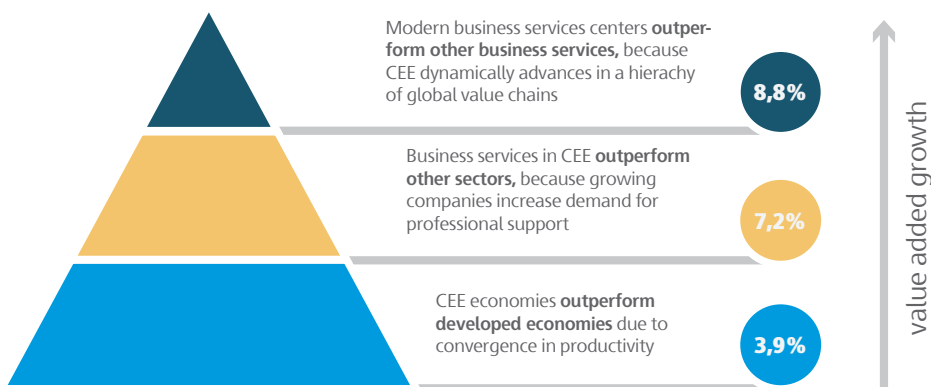 Modern business services centers outper-
form other business services, because
CEE dynamically advances in a hierachy
of global value chains
8,8%
Business services in CEE outperform
other sectors, because growing
companies increase demand for
professional support
7,2%
CEE economies outperform
developed economies due to
convergence in productivity
3,9%
value added growth